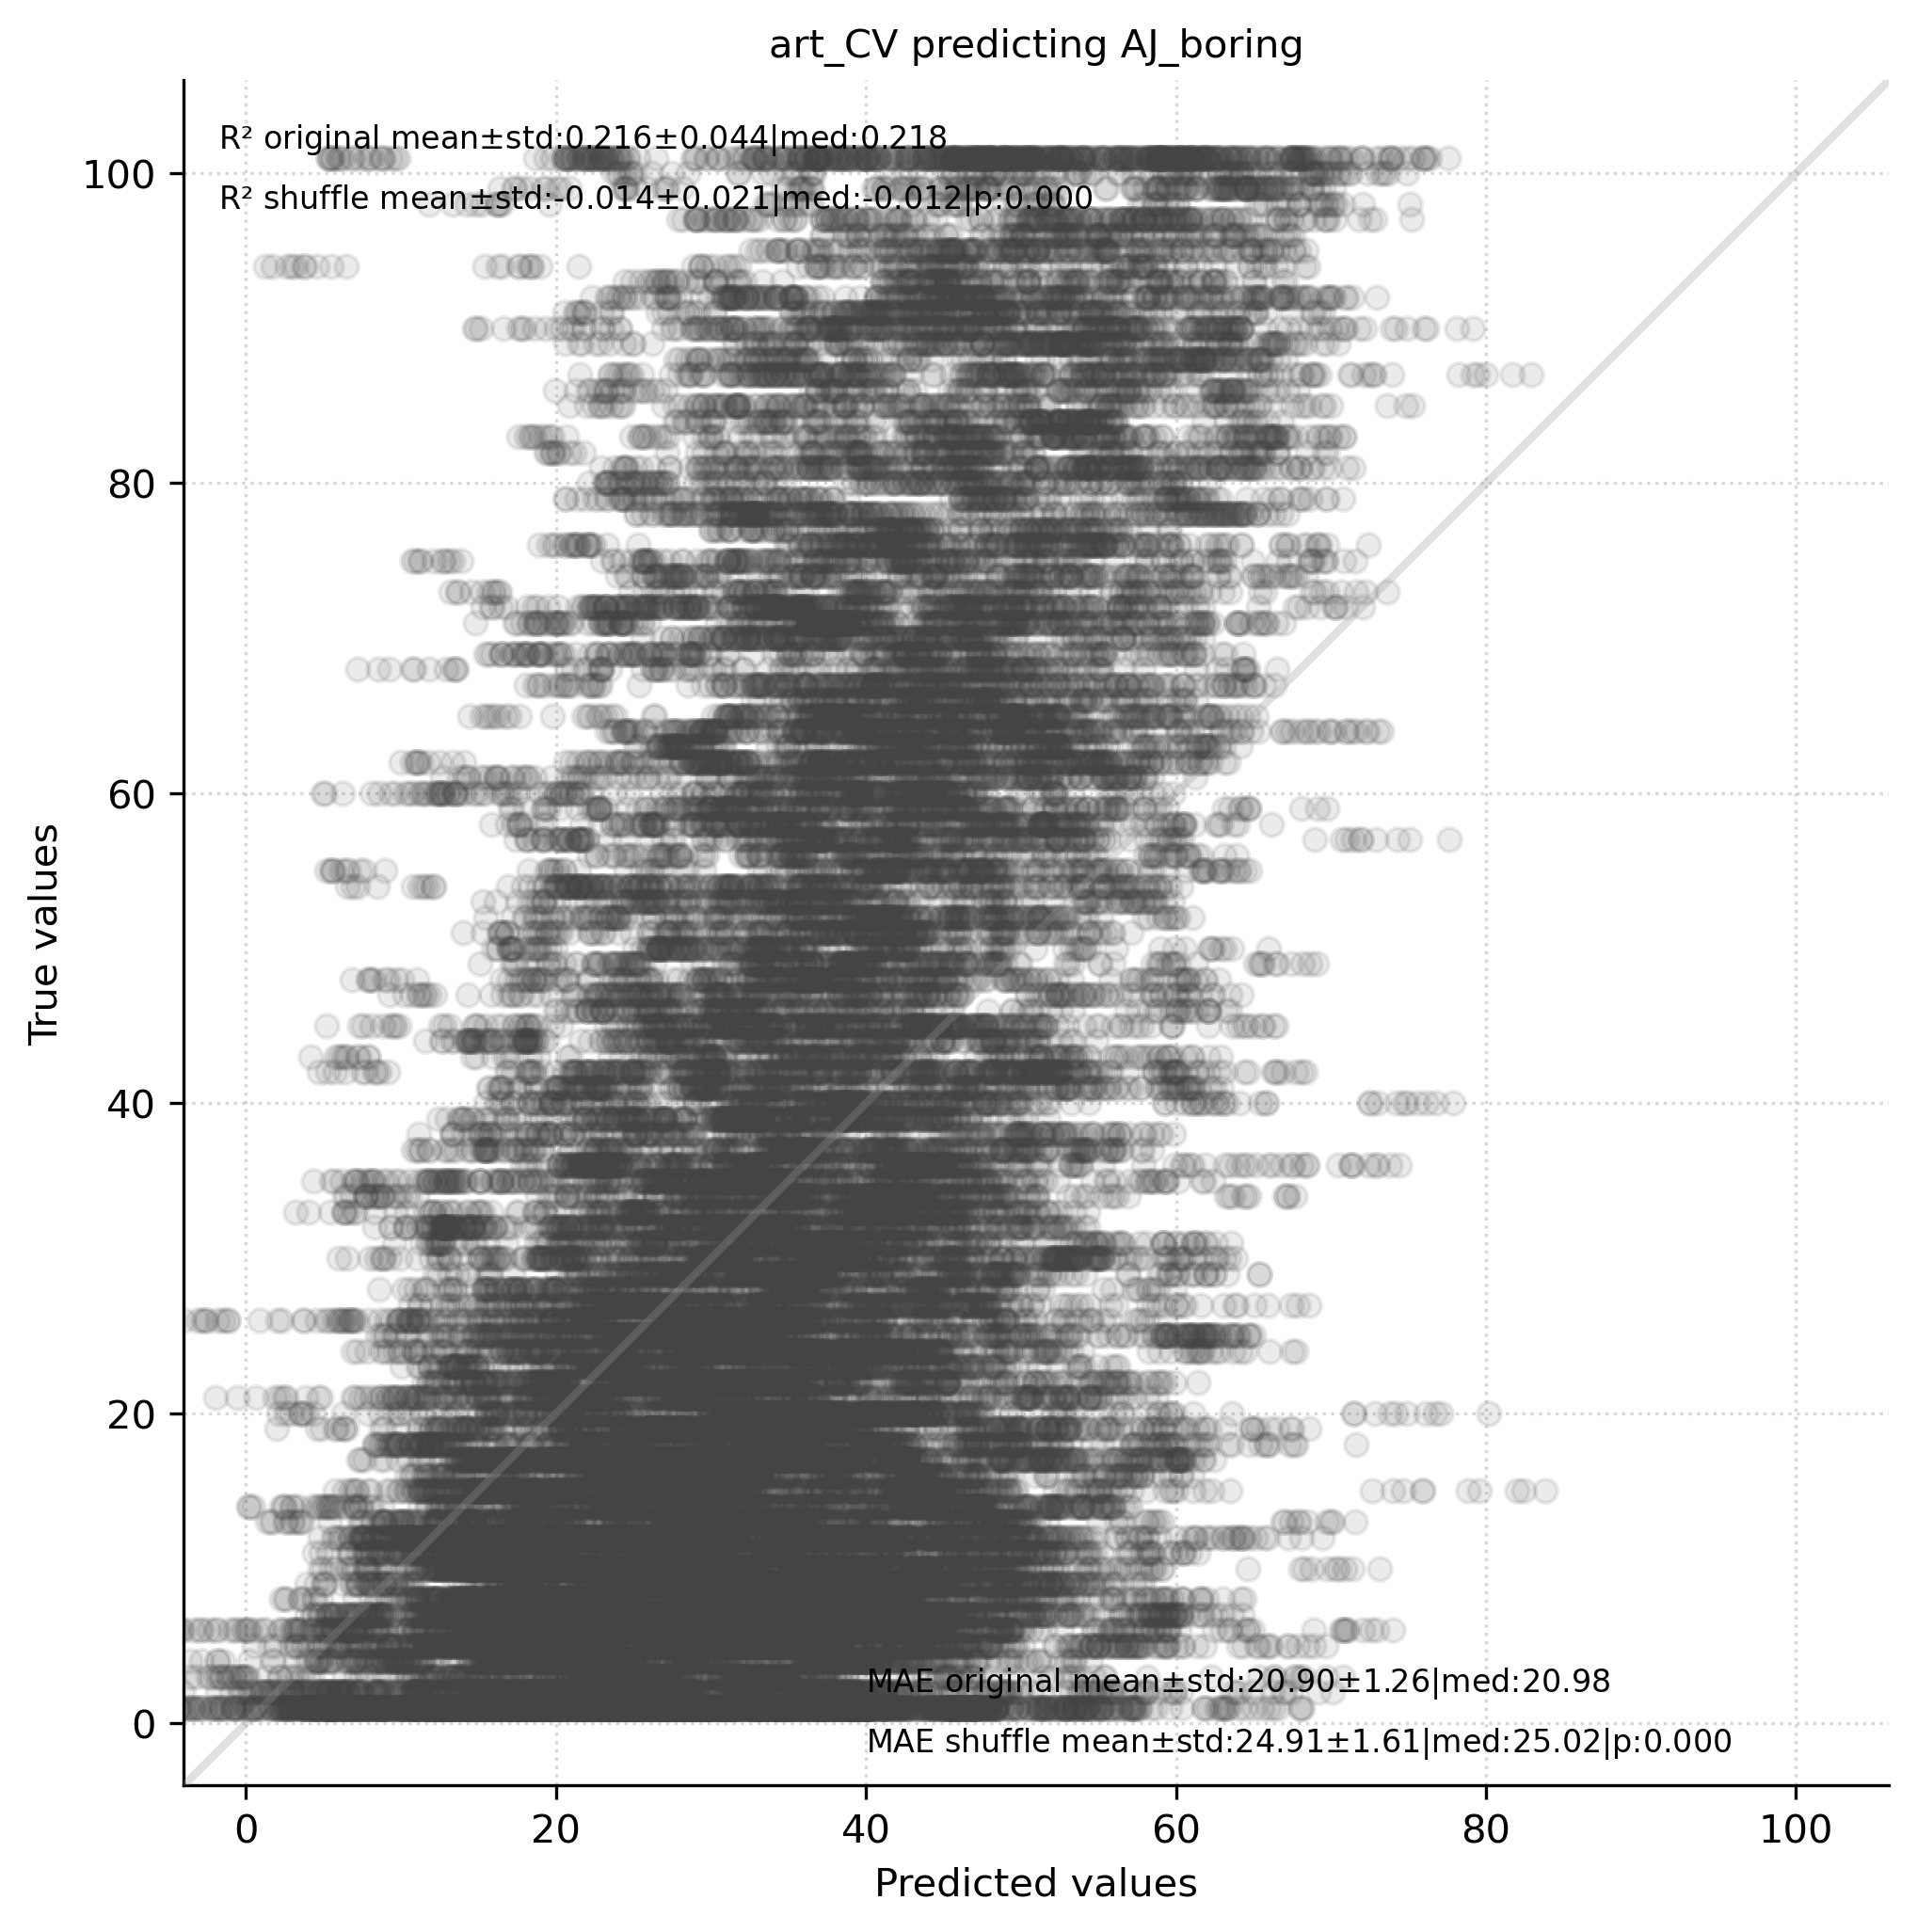 art_CV predicting AJ_boring
R² original mean±std:0.216±0.044|med:0.218
R² shuffle mean±std:-0.014±0.021|med:-0.012|p:0.000
100
80
60
40
20
0
True values
MAE original mean±std:20.90±1.26|med:20.98
MAE shuffle mean±std:24.91±1.61|med:25.02|p:0.000
0 20 40 60 80 100
Predicted values